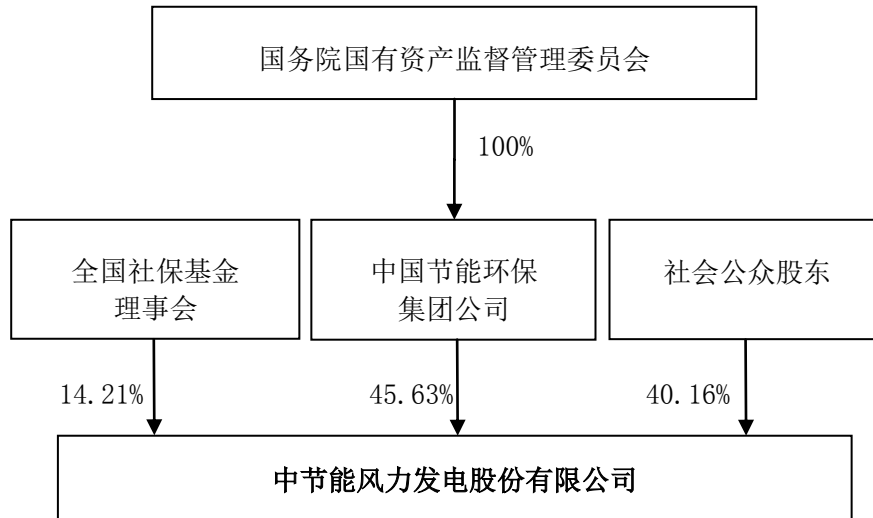 国务院国有资产监督管理委员会
100%
全国社保基金
理事会
中国节能环保
集团公司
社会公众股东
14.21%
45.63%
40.16%
中节能风力发电股份有限公司